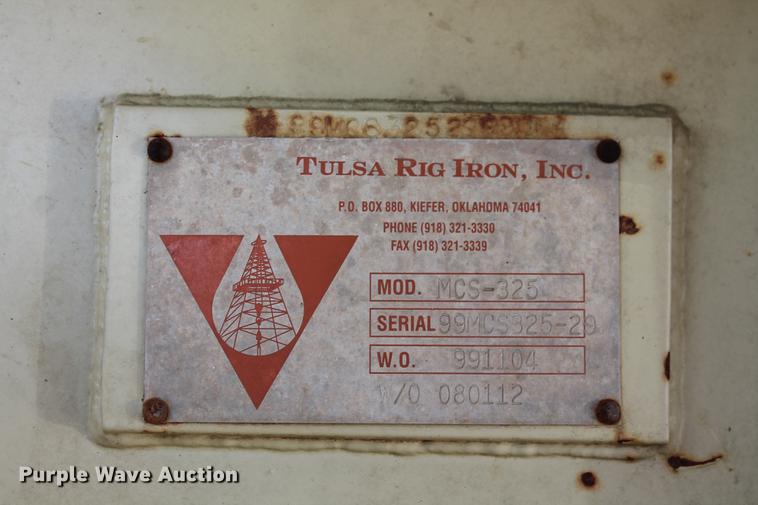 TULSA RIG IRON, INC.
P.O. BOX 880, KIEFER, OKLAHOMA 74041
PHONE (918) 321-3330
FAX (918) 321-3339
MOD. MCS-325
SERIAL 99MCS325-29
W.O. 991104
W/O 080112
Purple Wave Auction